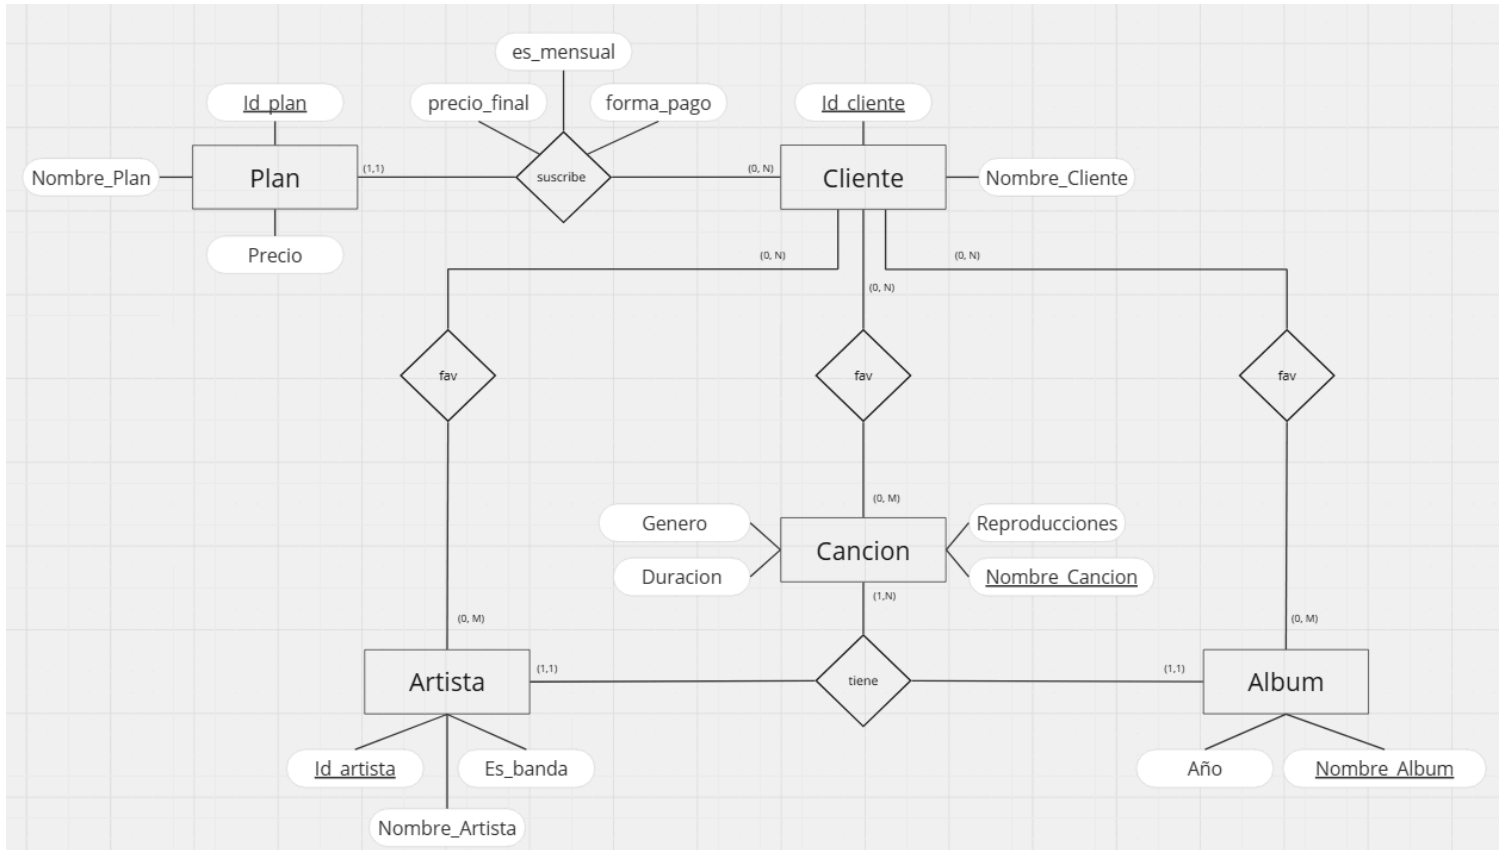 es_mensual
Id_plan
precio_final
forma_pago
Id_cliente
Nombre_Plan
Plan
(1,1)
suscribe
(0, N)
Cliente
Nombre_Cliente
Precio
(0, N)
(0, N)
(0, N)
fav
fav
fav
(0, M)
Genero
Reproducciones
Cancion
Duracion
Nombre_Cancion
(1,N)
(0, M)
(0, M)
Artista
(1,1)
tiene
(1,1)
Album
Id_artista
Es_banda
Año
Nombre_Album
Nombre_Artista